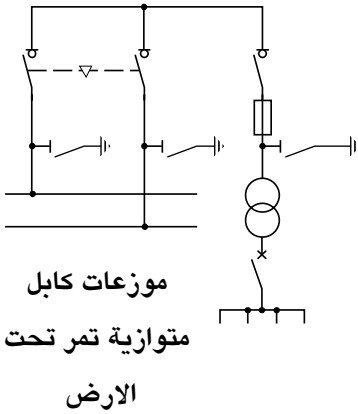 موزعات كابل
متوازية تمر تحت
الارض